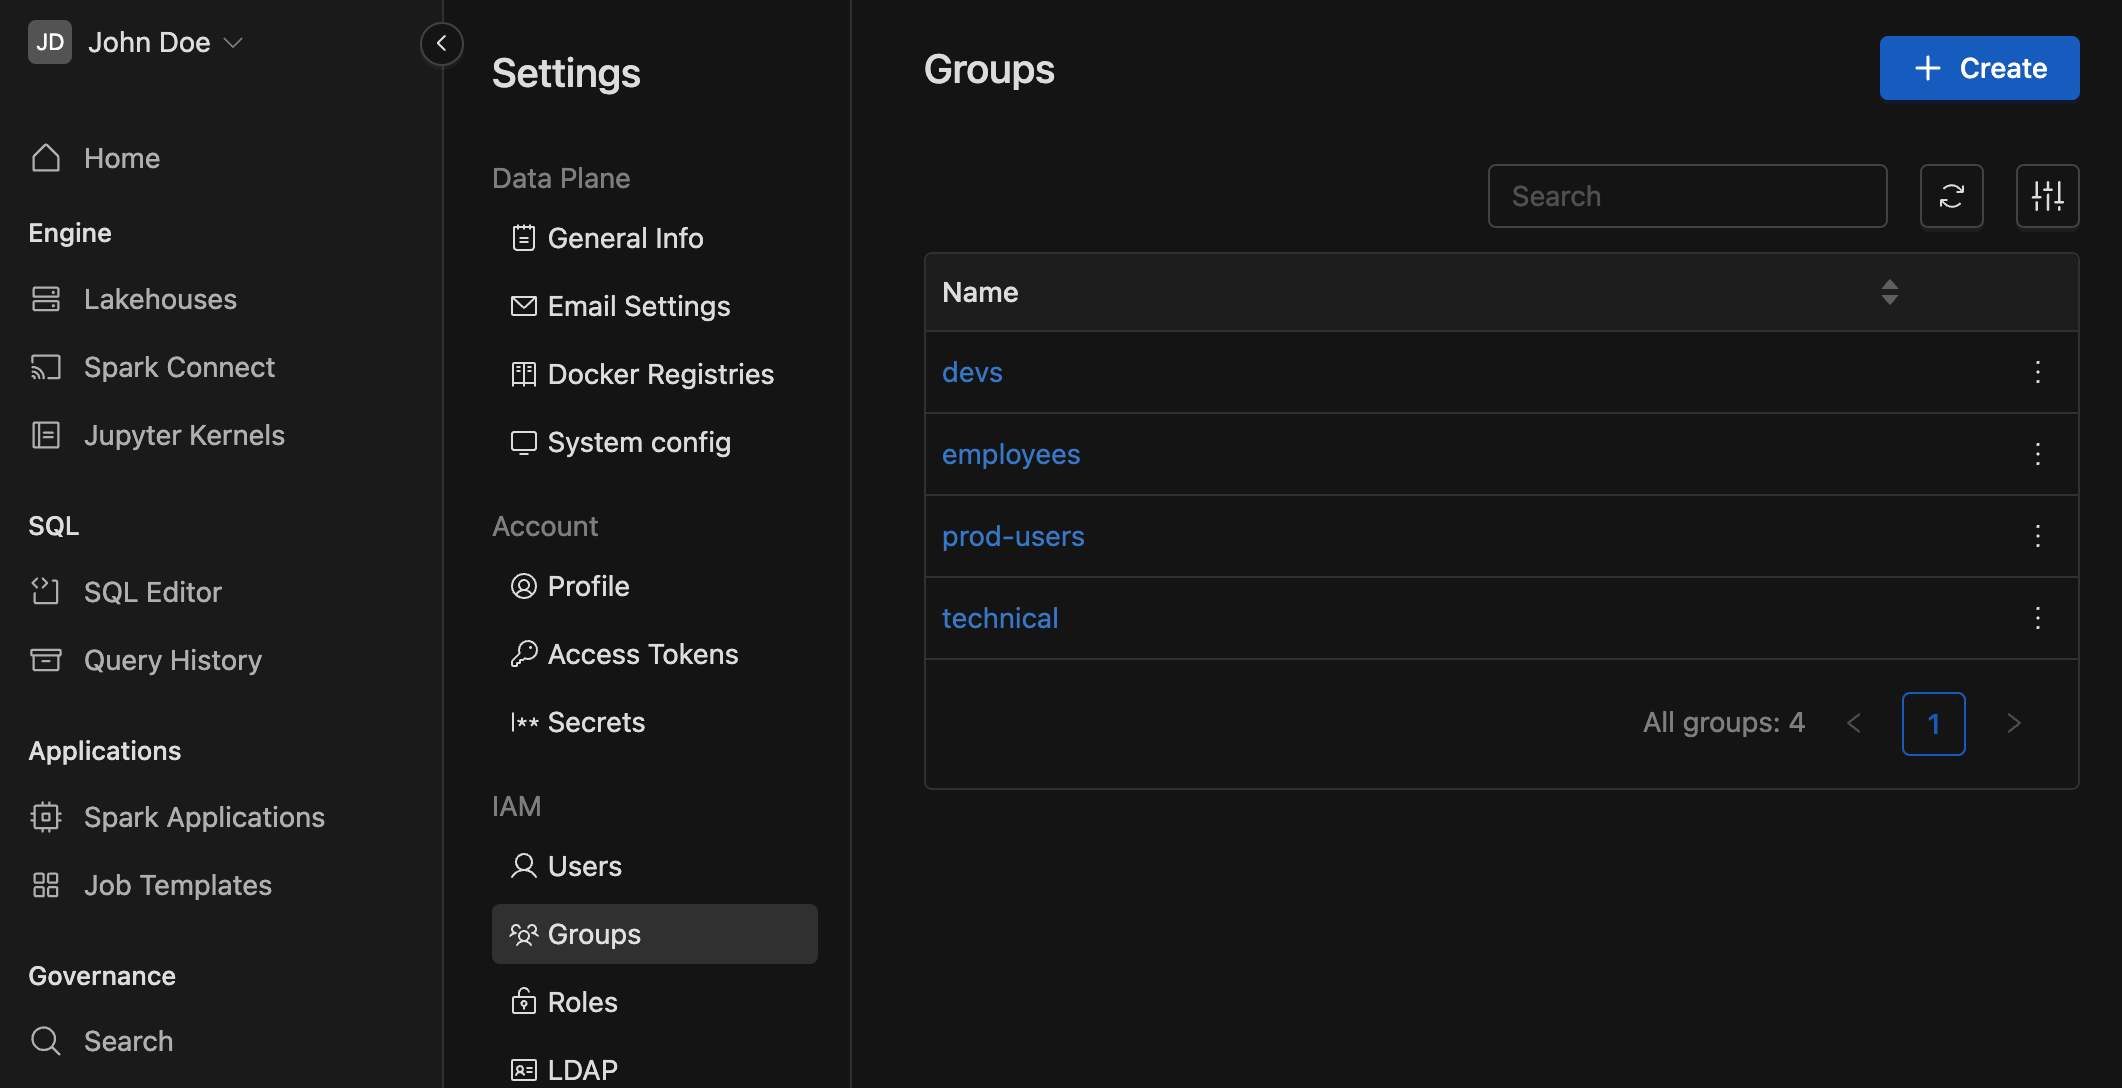 JD John Doe
Home
Engine
Lakehouses
Spark Connect
Jupyter Kernels
SQL
SQL Editor
Query History
Applications
Spark Applications
Job Templates
Governance
Search
Settings
Data Plane
General Info
Email Settings
Docker Registries
System config
Account
Profile
Access Tokens
Secrets
IAM
Users
Groups
Roles
LDAP
Groups
Create
Search
Name
devs
employees
prod-users
technical
All groups: 4
1